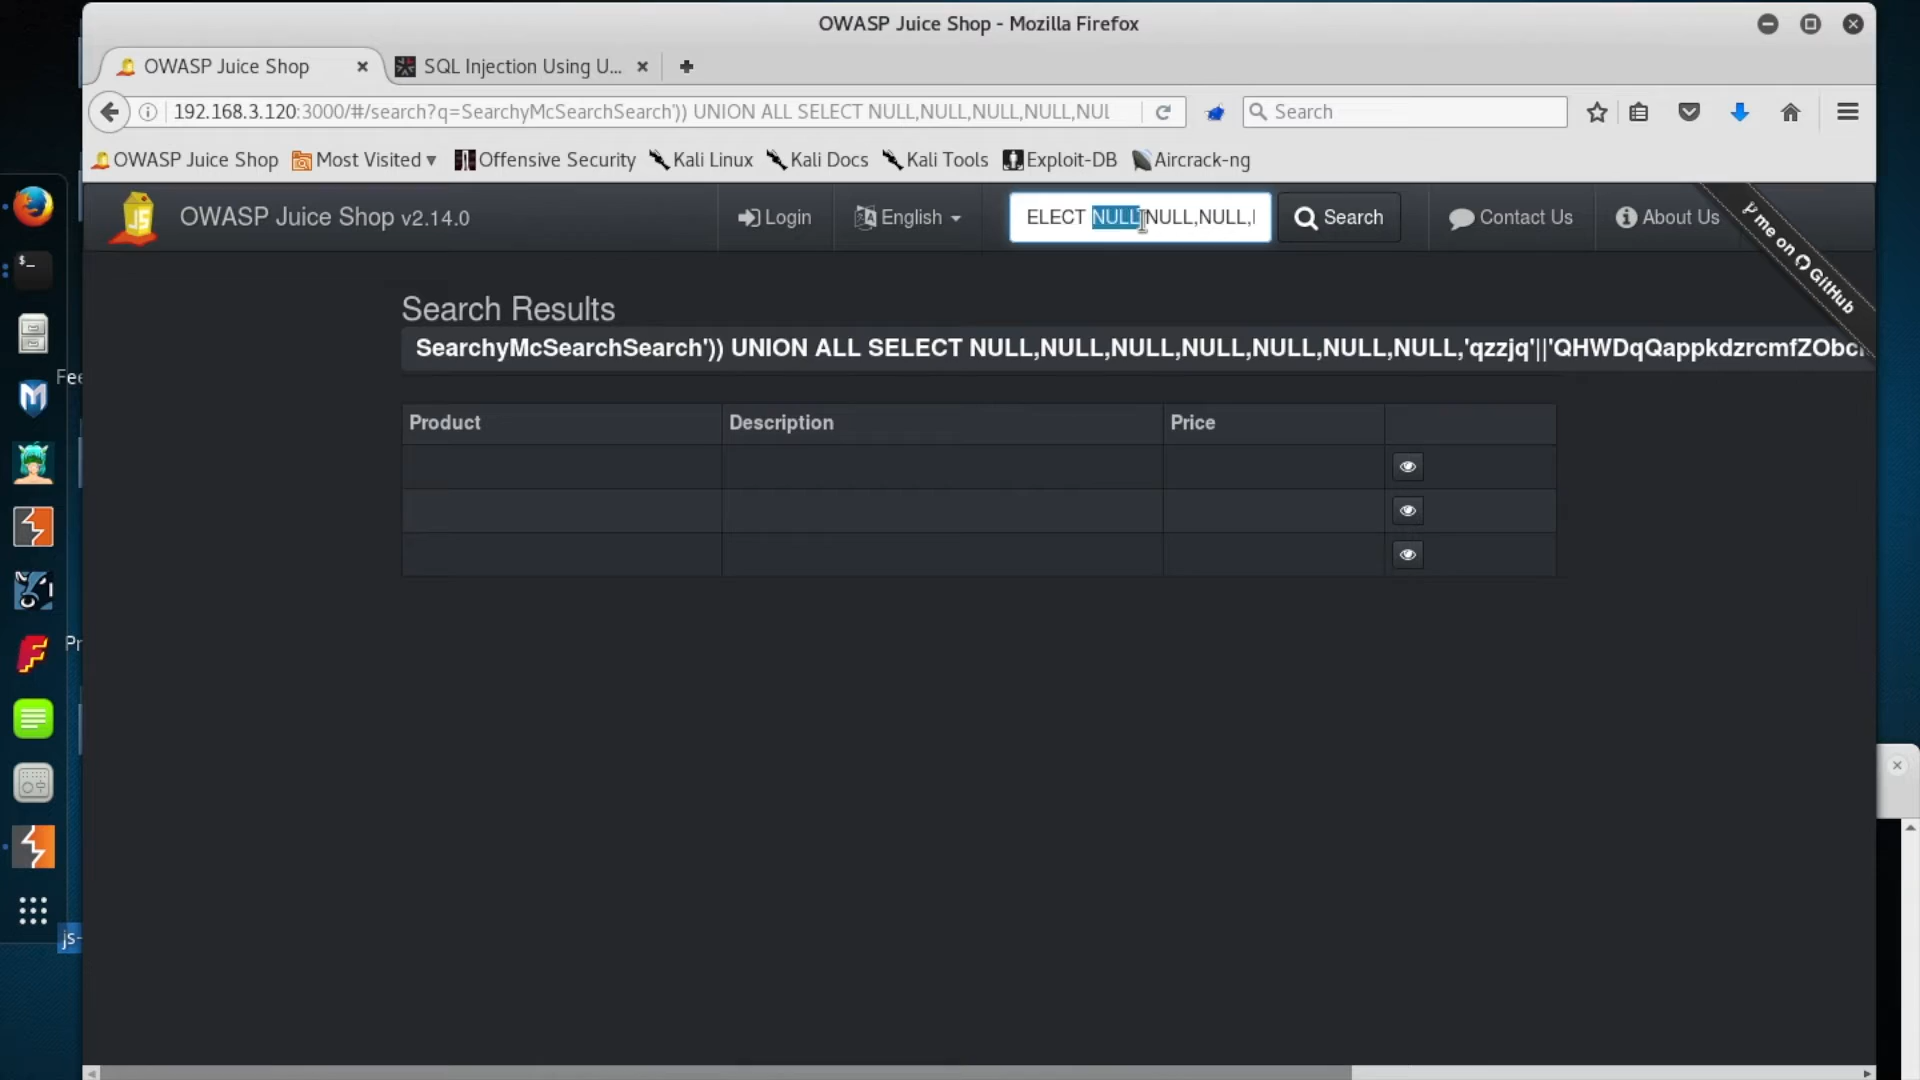 OWASP Juice Shop - Mozilla Firefox
OWASP Juice Shop
SQL Injection Using U...
192.168.3.120:3000/#/search?q=SearchyMcSearchSearch')) UNION ALL SELECT NULL,NULL,NULL,NULL,NUL
Search
OWASP Juice Shop
Most Visited
Offensive Security
Kali Linux
Kali Docs
Kali Tools
Exploit-DB
Aircrack-ng
OWASP Juice Shop v2.14.0
Login
English
ELECT NULL,NULL,NULL,
Search
Contact Us
About Us
me on GitHub
Search Results
SearchyMcSearchSearch')) UNION ALL SELECT NULL,NULL,NULL,NULL,NULL,NULL,NULL,'qzzjq'||'QHWDqQappkdzrcmfZObc
Product Description Price
Fee
Pr
js-